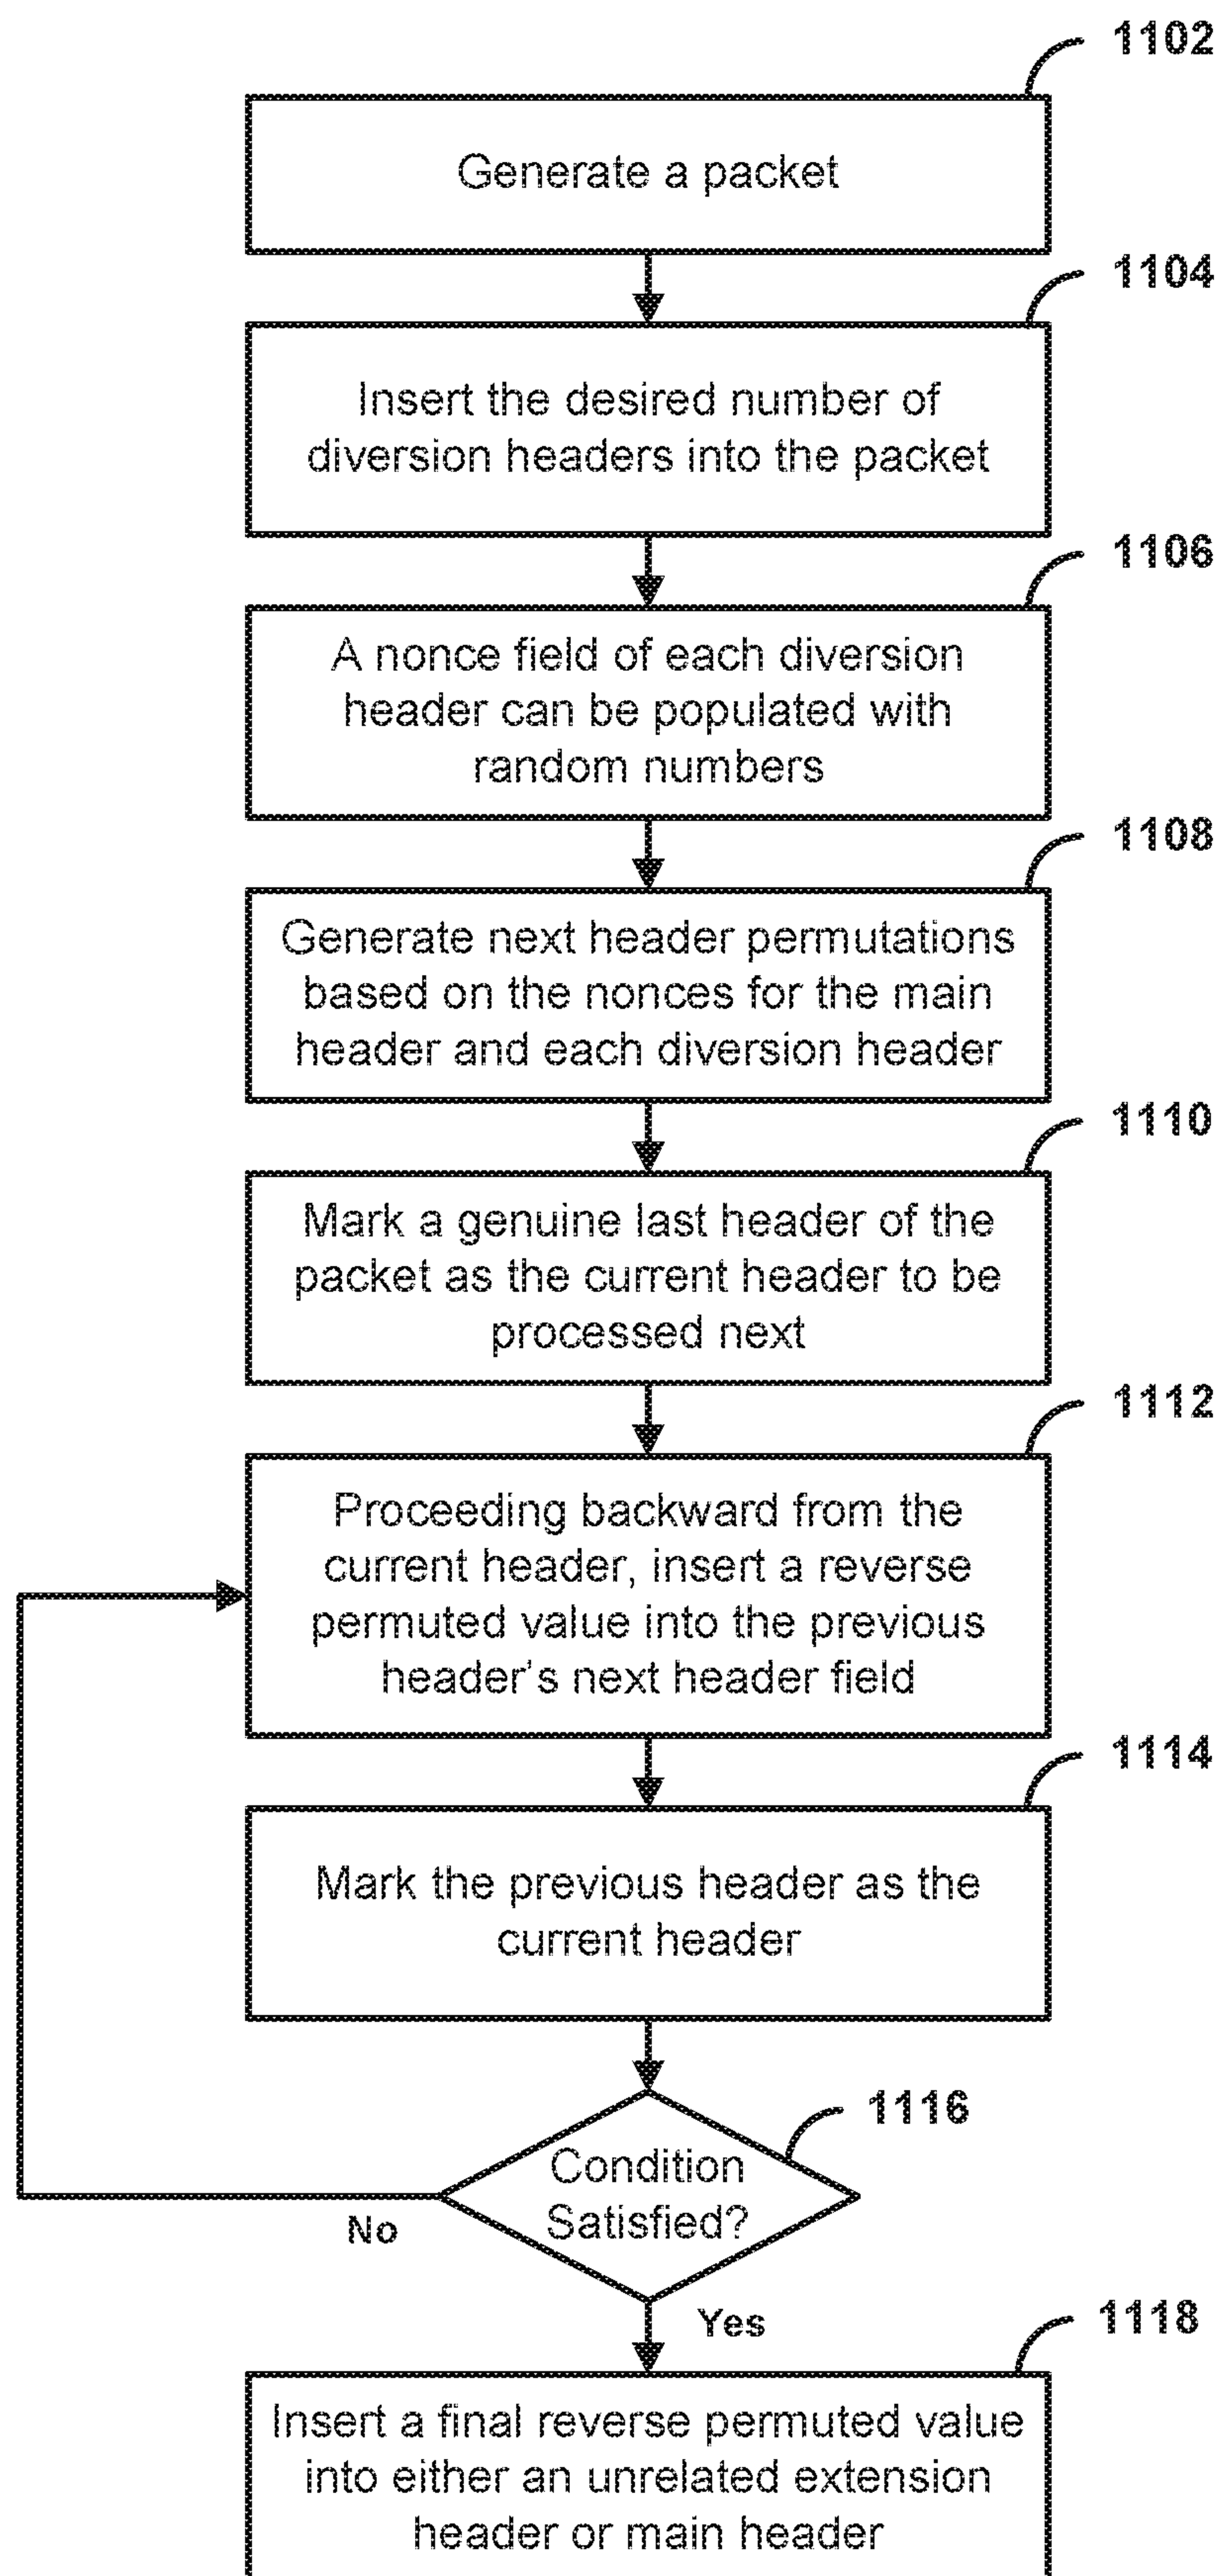 1102
Generate a packet
1104
Insert the desired number of
diversion headers into the packet
1106
A nonce field of each diversion
header can be populated with
random numbers
1108
Generate next header permutations
based on the nonces for the main
header and each diversion header
1110
Mark a genuine last header of the
packet as the current header to be
processed next
1112
Proceeding backward from the
current header, insert a reverse
permuted value into the previous
header's next header field
1114
Mark the previous header as the
current header
1116
Condition
Satisfied?
No
Yes
1118
Insert a final reverse permuted value
into either an unrelated extension
header or main header